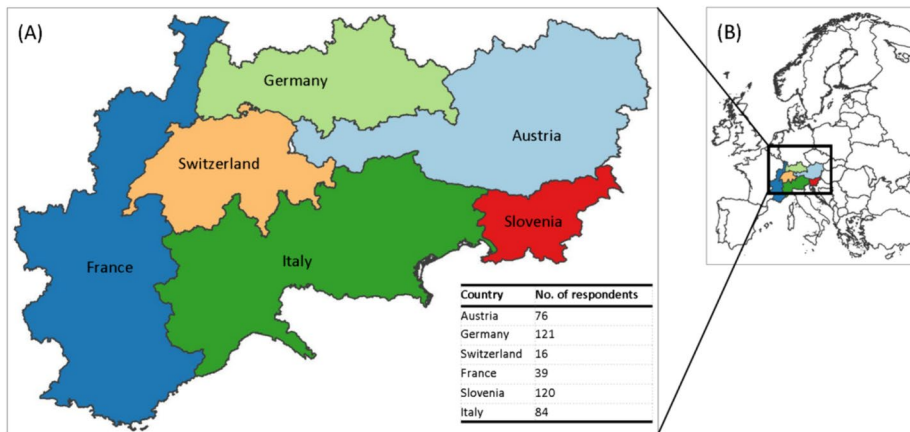 (A)
(B)
Germany
Austria
Switzerland
Slovenia
France
Italy
Country No. of respondents
Austria 76
Germany 121
Switzerland 16
France 39
Slovenia 120
Italy 84